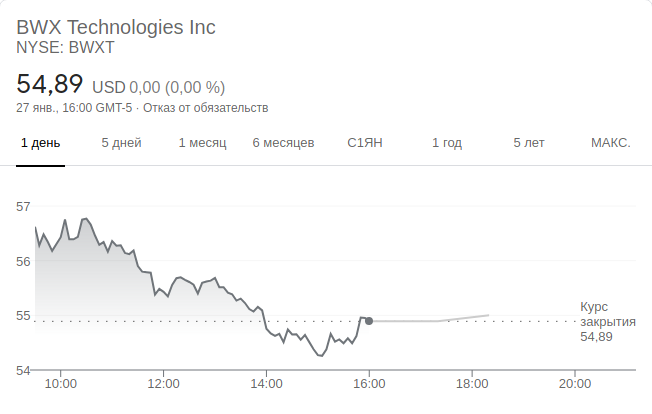 BWX Technologies Inc
NYSE: BWXT
54,89 USD 0,00 (0,00 %)
27 янв., 16:00 GMT-5 · Отказ от обязательств
1 день 5 дней 1 месяц 6 месяцев С1ЯН 1 год 5 лет МАКС.
57
56
55
54
Курс
закрытия
54,89
10:00 12:00 14:00 16:00 18:00 20:00